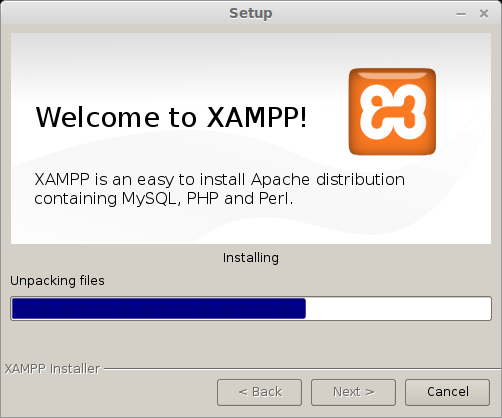 Setup
Welcome to XAMPP!
XAMPP is an easy to install Apache distribution
containing MySQL, PHP and Perl.
Installing
Unpacking files
XAMPP Installer
< Back
Next >
Cancel